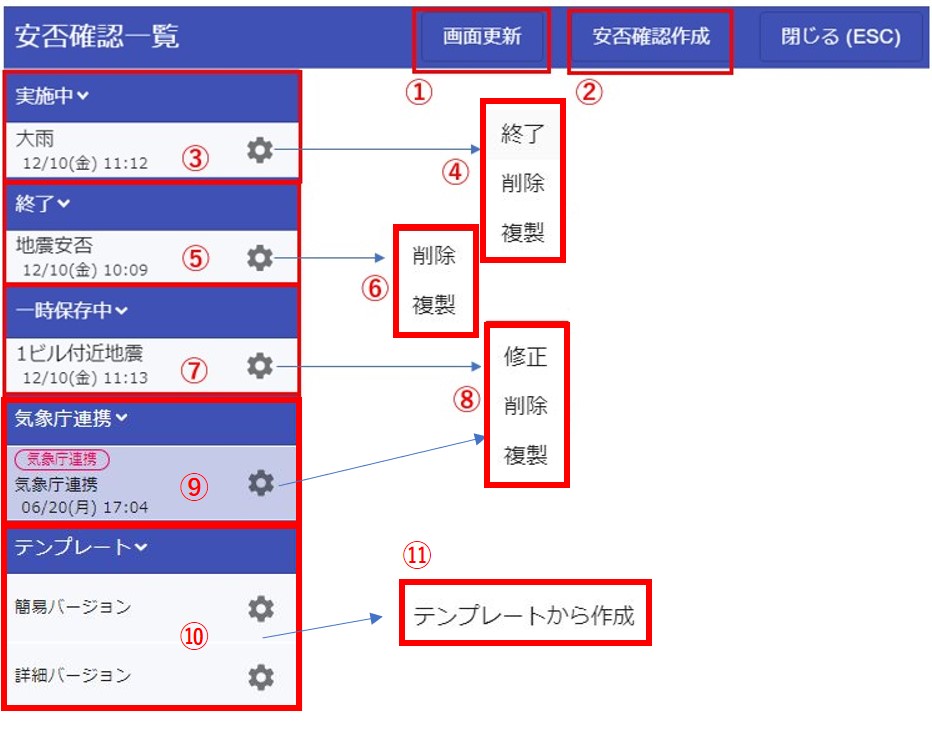 安否確認一覧
画面更新
安否確認作成
閉じる (ESC)
①
②
実施中
大雨
12/10(金) 11:12
③
④
終了
削除
複製
終了
地震安否
12/10(金) 10:09
⑤
⑥
削除
複製
一時保存中
1ビル付近地震
12/10(金) 11:13
⑦
⑧
修正
削除
複製
気象庁連携
気象庁連携
気象庁連携
06/20(月) 17:04
⑨
テンプレート
簡易バージョン
詳細バージョン
⑩
⑪
テンプレートから作成